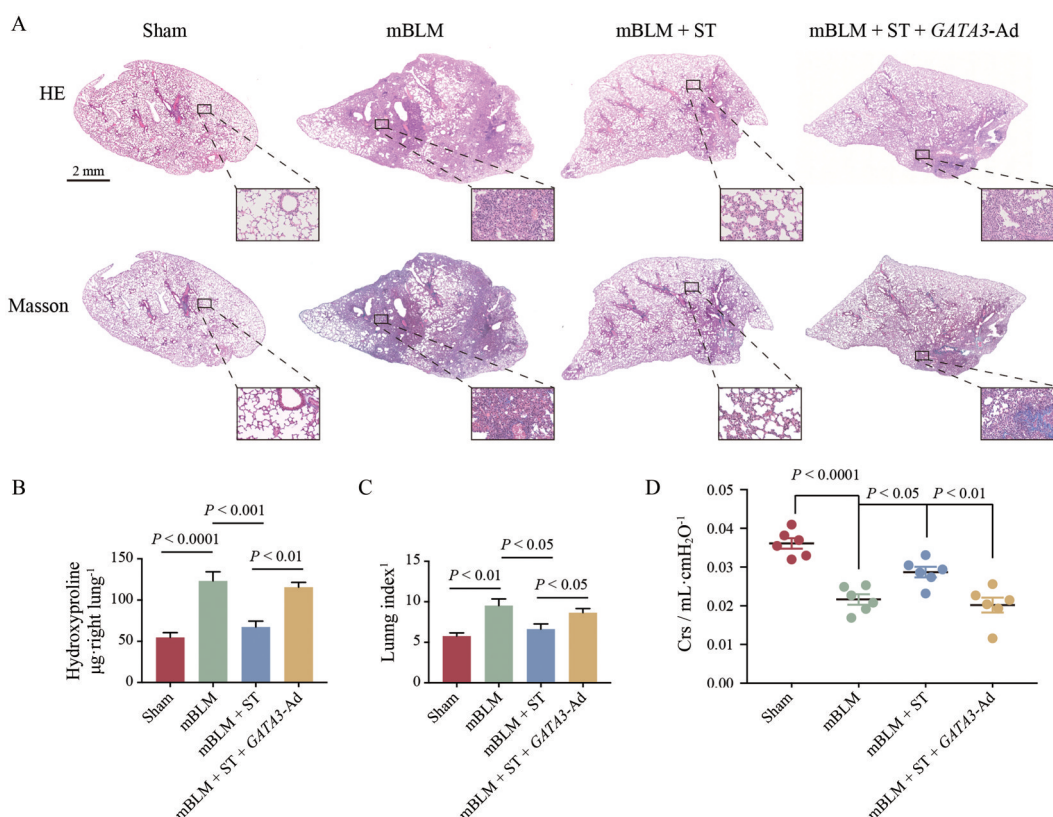 A
Sham
mBLM
mBLM + ST
mBLM + ST + GATA3-Ad
HE
2 mm
Masson
B
Hydroxyproline
μg·right lung⁻¹
150
100
50
0
P < 0.0001
P < 0.001
P < 0.01
Sham
mBLM
mBLM + ST
mBLM + ST + GATA3-Ad
C
Lunng index¹
15
10
5
0
P < 0.01
P < 0.05
P < 0.05
Sham
mBLM
mBLM + ST
mBLM + ST + GATA3-Ad
D
Crs / mL·cmH₂O⁻¹
0.05
0.04
0.03
0.02
0.01
0.00
P < 0.0001
P < 0.05
P < 0.01
Sham
mBLM
mBLM + ST
mBLM + ST + GATA3-Ad